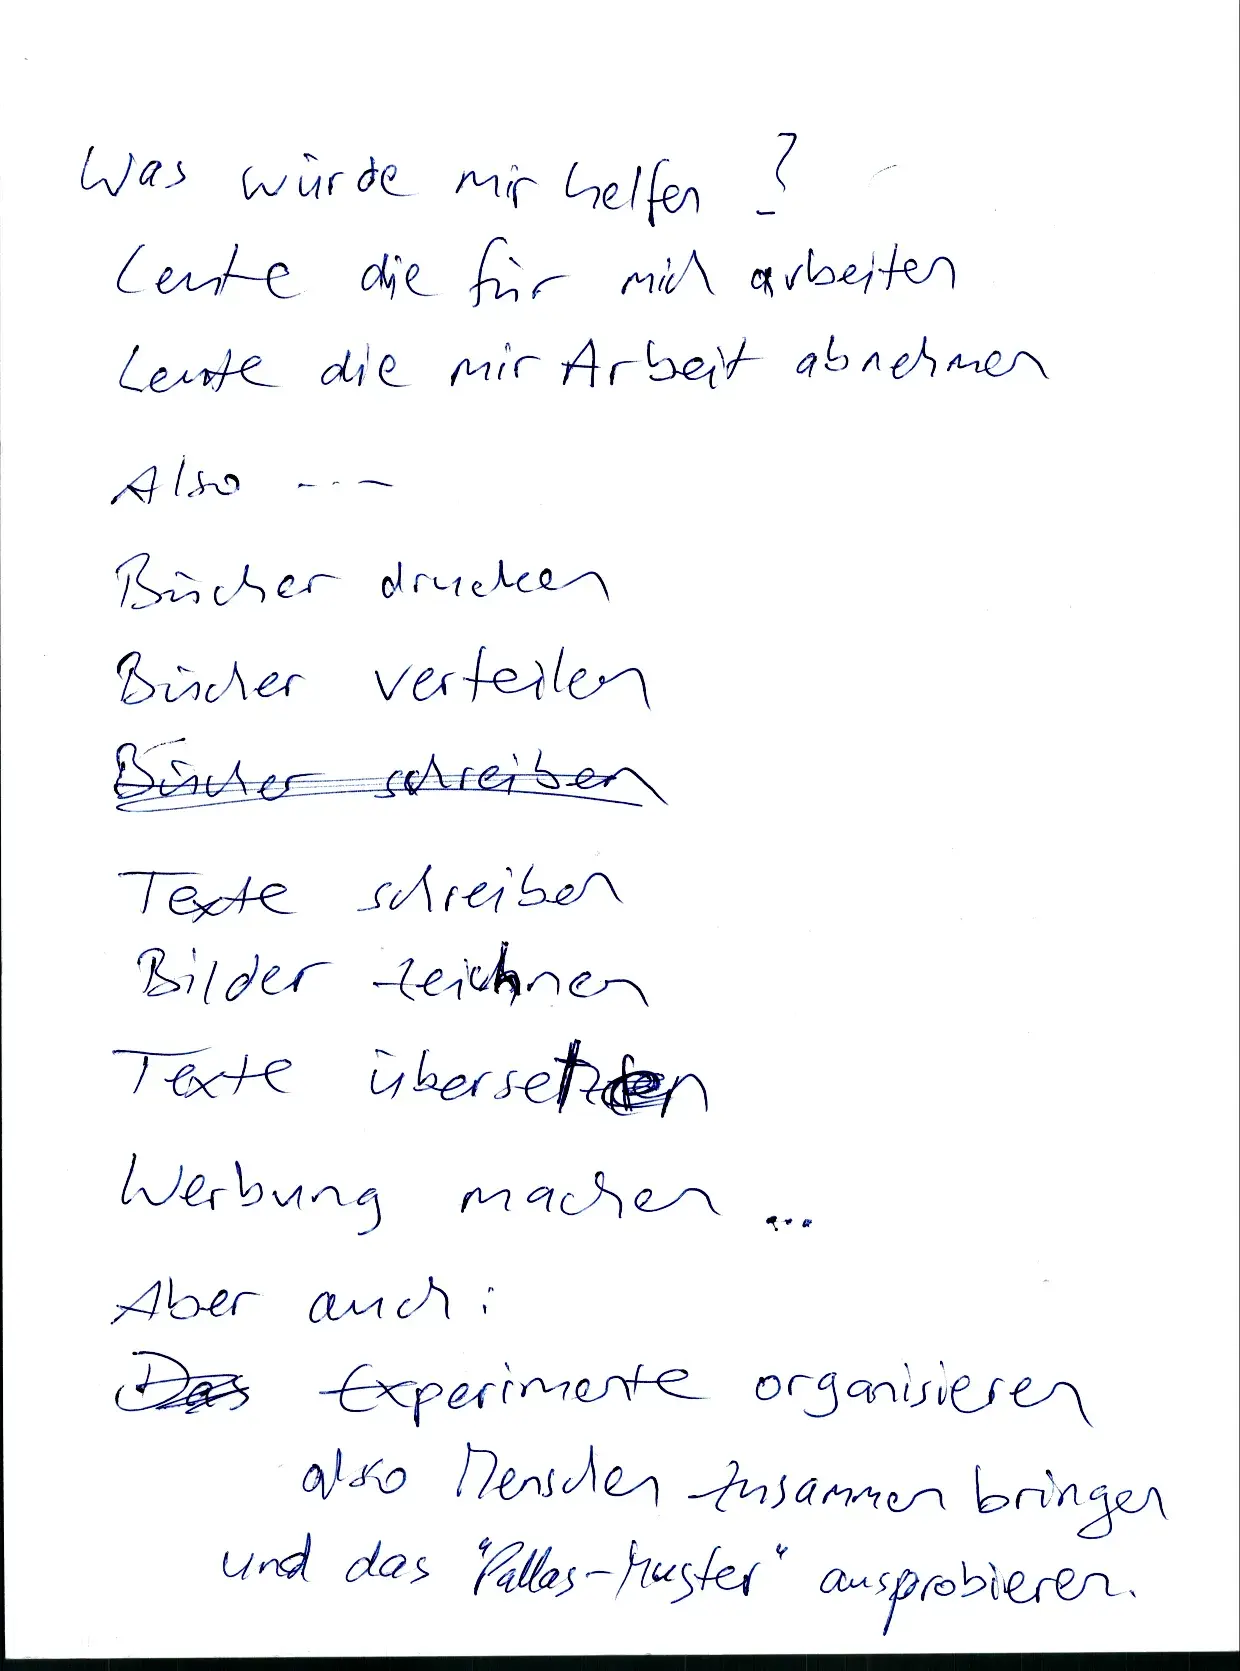 Was würde mir helfen?
Leute die für mich arbeiten
Leute die mir Arbeit abnehmen
Also ...
Bücher drucken
Bücher verteilen
Bücher schreiben
Texte schreiben
Bilder zeichnen
Texte übersetzen
Werbung machen ...
Aber auch:
Das Experimente organisieren
also Menschen zusammen bringen
und das "Pallas-Muster" ausprobieren.